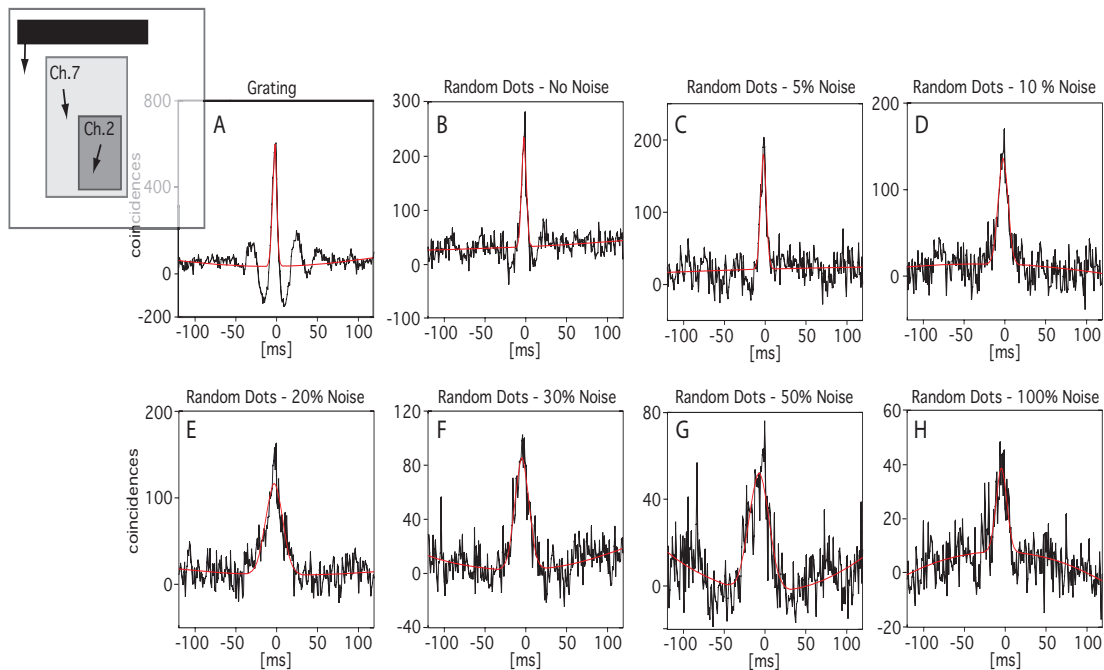 Ch.7
Ch.2
Grating
A
800
400
0
-200
coincidences
-100 -50 0 50 100
[ms]
Random Dots - No Noise
B
300
200
100
0
-100
-100 -50 0 50 100
[ms]
Random Dots - 5% Noise
C
200
100
0
-100 -50 0 50 100
[ms]
Random Dots - 10 % Noise
D
200
100
0
-100 -50 0 50 100
[ms]
Random Dots - 20% Noise
E
200
100
0
coincidences
-100 -50 0 50 100
[ms]
Random Dots - 30% Noise
F
120
80
40
0
-40
-100 -50 0 50 100
[ms]
Random Dots - 50% Noise
G
80
40
0
-100 -50 0 50 100
[ms]
Random Dots - 100% Noise
H
60
40
20
0
-20
-100 -50 0 50 100
[ms]